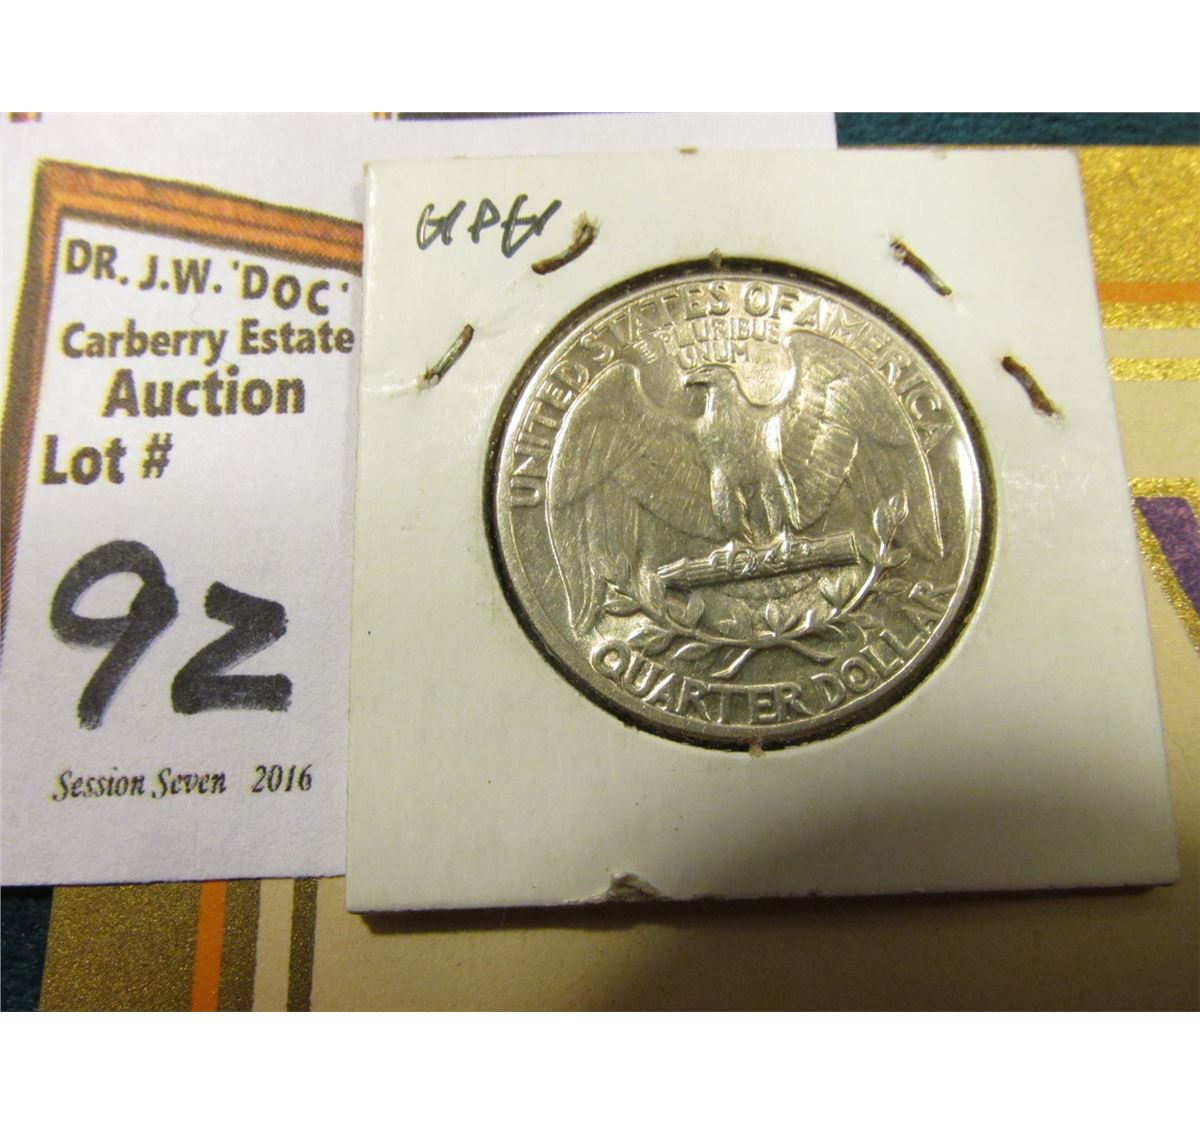 DR. J.W. 'DOC'
Carberry Estate
Auction
Lot #
92
Session Seven 2016
UNITED STATES OF AMERICA
E PLURIBUS
UNUM
QUARTER DOLLAR